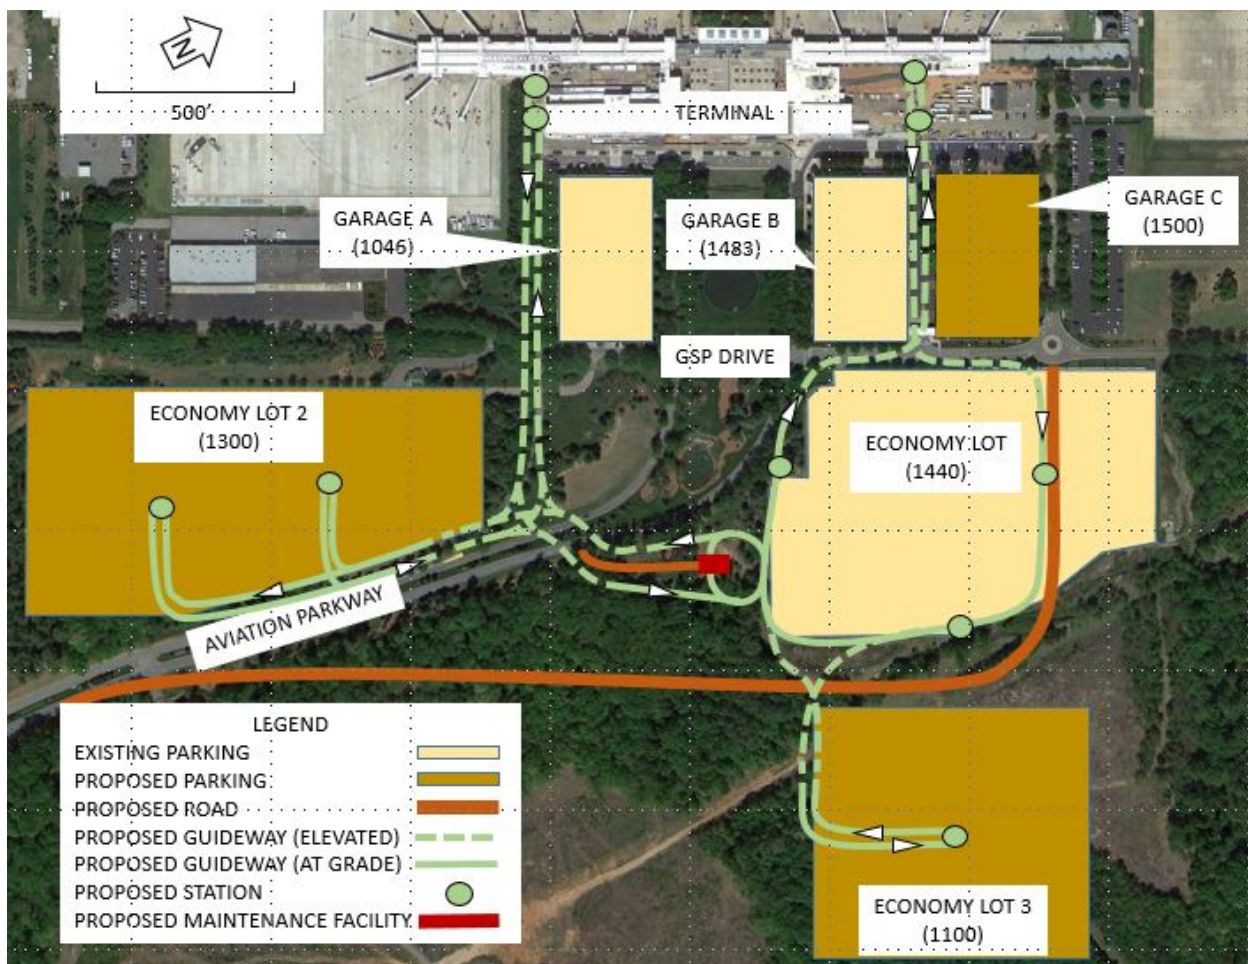 N
500'
TERMINAL
GARAGE A
(1046)
GARAGE B
(1483)
GARAGE C
(1500)
GSP DRIVE
ECONOMY LOT 2
(1300)
ECONOMY LOT
(1440)
AVIATION PARKWAY
LEGEND
EXISTING PARKING
PROPOSED PARKING
PROPOSED ROAD
PROPOSED GUIDEWAY (ELEVATED)
PROPOSED GUIDEWAY (AT GRADE)
PROPOSED STATION
PROPOSED MAINTENANCE FACILITY
ECONOMY LOT 3
(1100)